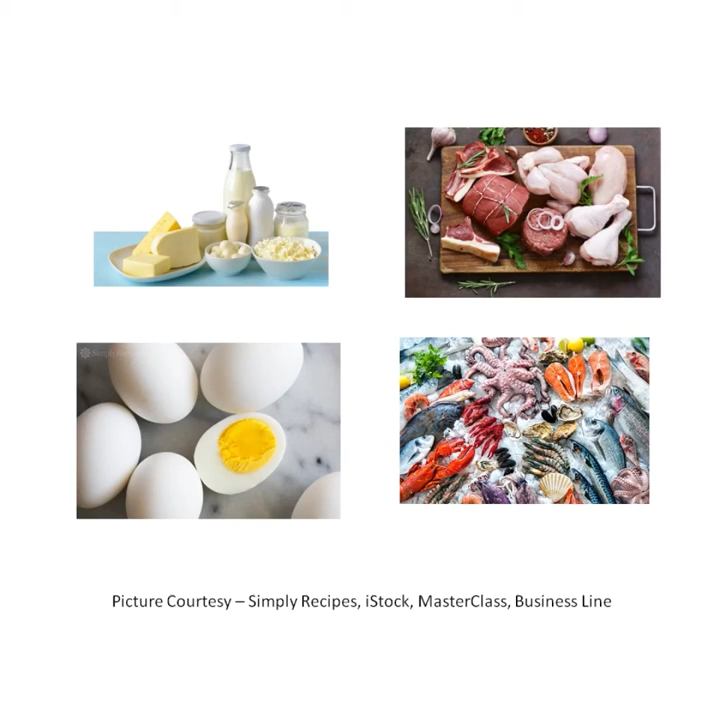 Picture Courtesy – Simply Recipes, iStock, MasterClass, Business Line